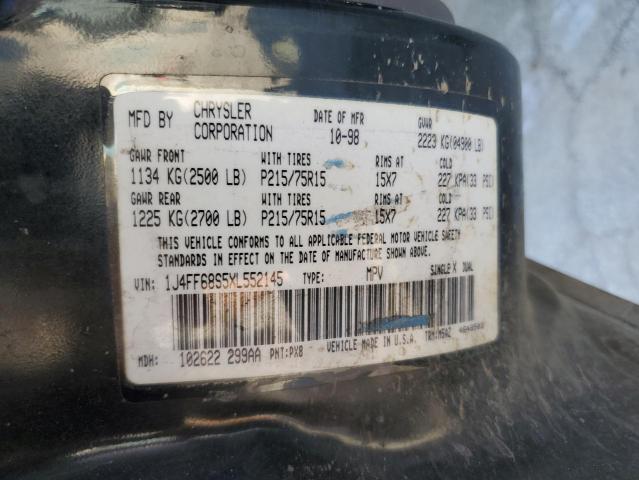 MFD BY CHRYSLER CORPORATION DATE OF MFR 10-98 GVWR 2223 KG(04900 LB)
GAWR FRONT WITH TIRES RIMS AT COLD
1134 KG(2500 LB) P215/75R15 15X7 227 KPA(33 PSI)
GAWR REAR WITH TIRES RIMS AT COLD
1225 KG(2700 LB) P215/75R15 15X7 227 KPA(33 PSI)
THIS VEHICLE CONFORMS TO ALL APPLICABLE FEDERAL MOTOR VEHICLE SAFETY
STANDARDS IN EFFECT ON THE DATE OF MANUFACTURE SHOWN ABOVE.
VIN: 1J4FF68S5XL552145 TYPE: MPV SINGLE X DUAL
MDH: 102622 299AA PNT:PX8 VEHICLE MADE IN U.S.A. TRM:M5AZ